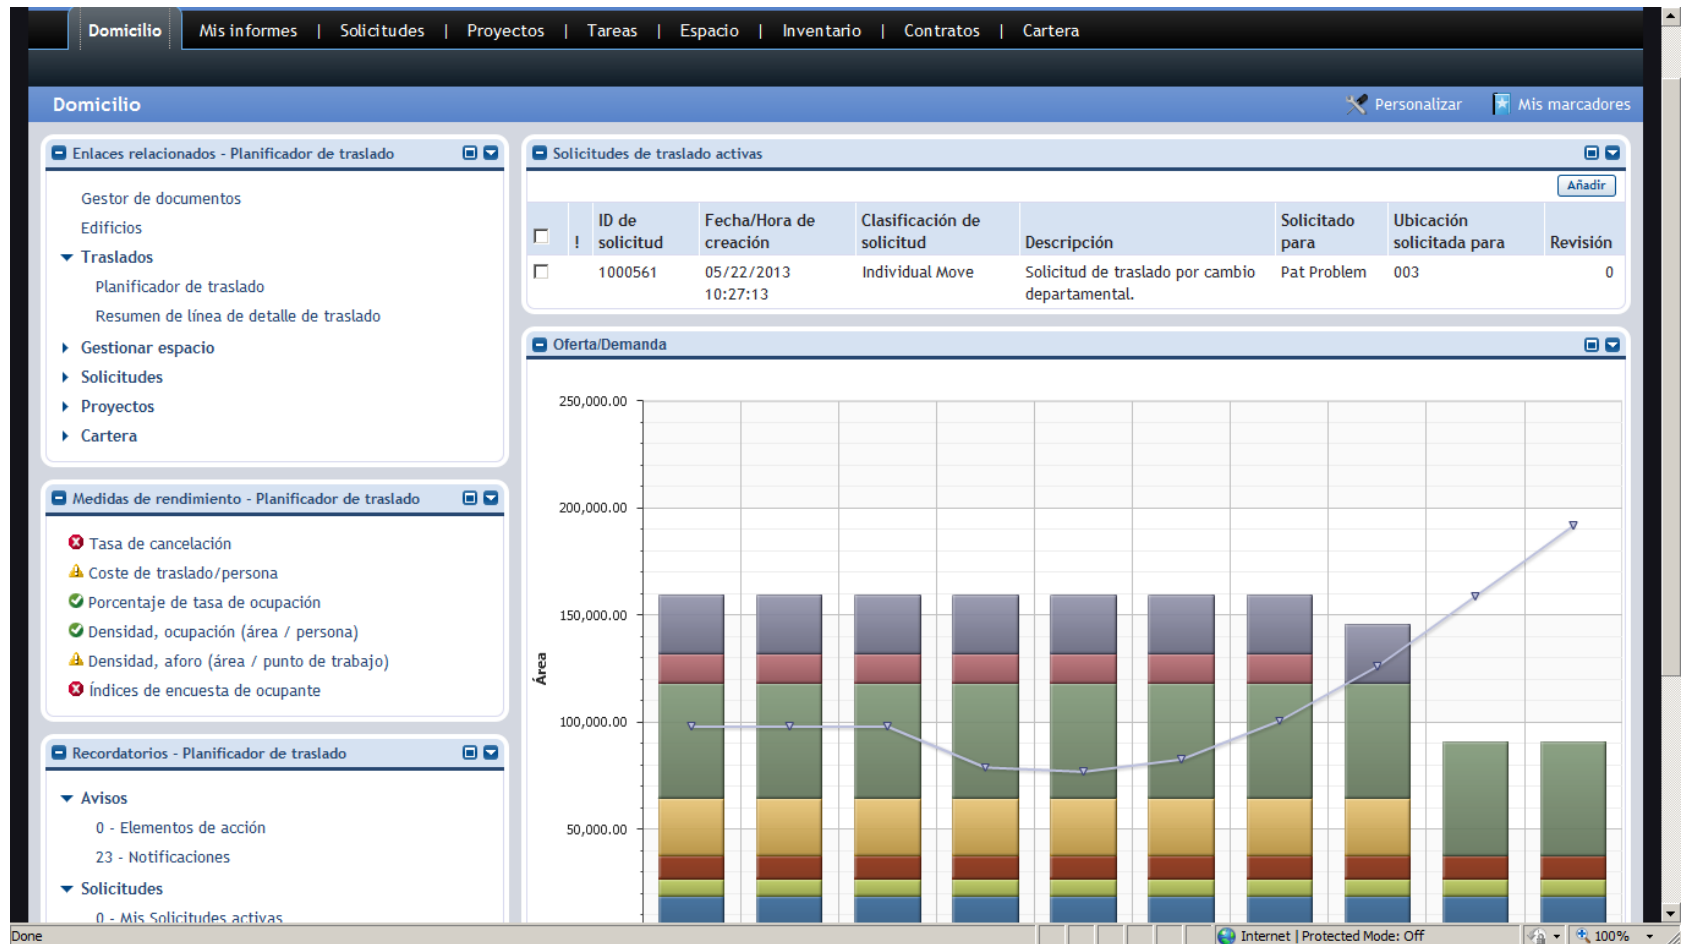 Domicilio | Mis informes | Solicitudes | Proyectos | Tareas | Espacio | Inventario | Contratos | Cartera
Domicilio
Personalizar Mis marcadores
Enlaces relacionados - Planificador de traslado
Gestor de documentos
Edificios
Traslados
Planificador de traslado
Resumen de línea de detalle de traslado
Gestionar espacio
Solicitudes
Proyectos
Cartera
Medidas de rendimiento - Planificador de traslado
Tasa de cancelación
Coste de traslado/persona
Porcentaje de tasa de ocupación
Densidad, ocupación (área / persona)
Densidad, aforo (área / punto de trabajo)
Índices de encuesta de ocupante
Recordatorios - Planificador de traslado
Avisos
0 - Elementos de acción
23 - Notificaciones
Solicitudes
0 - Mis Solicitudes activas
Solicitudes de traslado activas
Añadir
! ID de solicitud Fecha/Hora de creación Clasificación de solicitud Descripción Solicitado para Ubicación solicitada para Revisión
1000561 05/22/2013 10:27:13 Individual Move Solicitud de traslado por cambio departamental. Pat Problem 003 0
Oferta/Demanda
250,000.00
200,000.00
150,000.00
100,000.00
50,000.00
Área
Done
Internet | Protected Mode: Off
100%